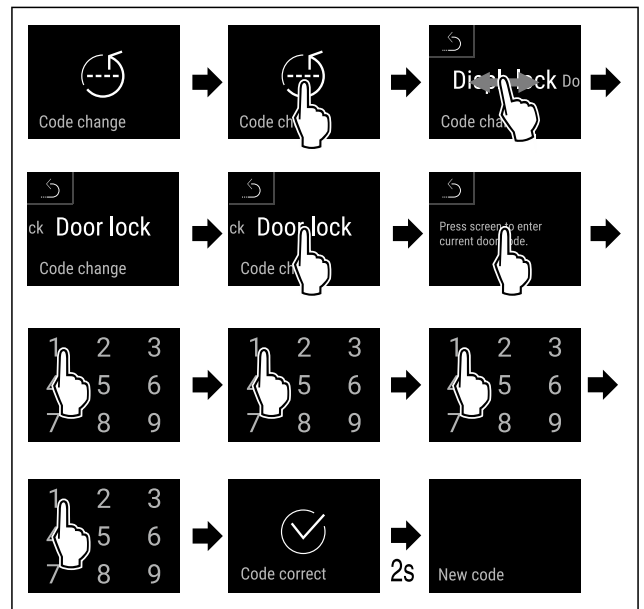 Code change
Code ch
lock Do
Code cha
ck Door lock
Code change
ck Door lock
Code ch
Press screen to enter
current door code.
1 2 3
4 5 6
7 8 9
1 2 3
4 5 6
7 8 9
1 2 3
4 5 6
7 8 9
1 2 3
4 5 6
7 8 9
Code correct
2s
New code